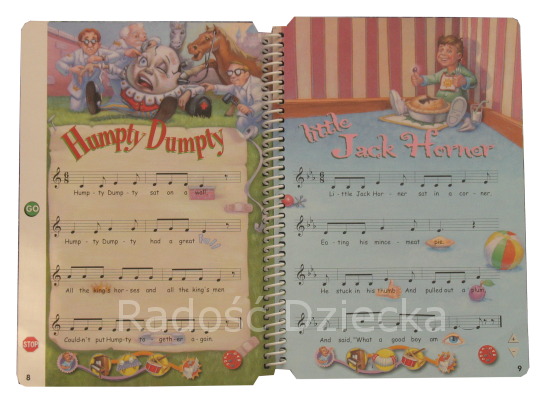 Humpty Dumpty
Hump - ty Dump - ty sat on a wall,
GO
Hump - ty Dump - ty had a great fall.
All the king's hor - ses and all the king's men
STOP
Could - n't put Hump - ty to - geth - er a - gain.
8
little
Jack Horner
Lit - tle Jack Hor - ner sat in a cor - ner,
Eat - ing his mince - meat pie.
He stuck in his thumb And pulled out a plum,
And said, "What a good boy am
9
Radość Dziecka